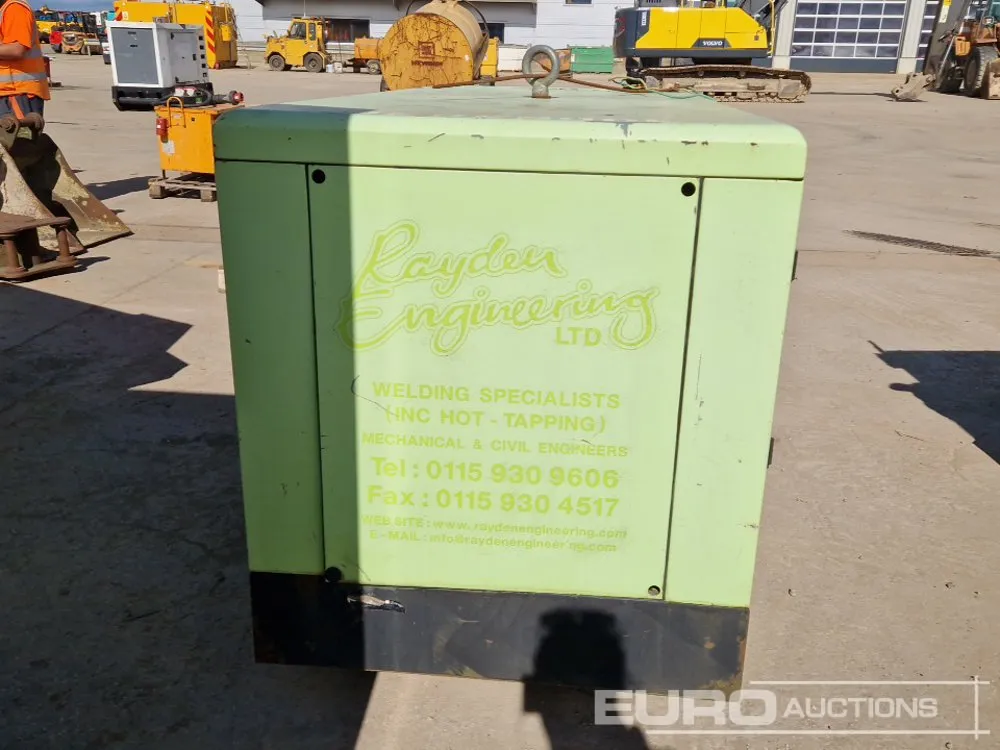 VOLVO
Rayden
Engineering
LTD
WELDING SPECIALISTS
(INC HOT - TAPPING)
MECHANICAL & CIVIL ENGINEERS
Tel : 0115 930 9606
Fax : 0115 930 4517
WEB SITE : www.raydenengineering.com
E - MAIL : info@raydenengineering.com
EURO AUCTIONS